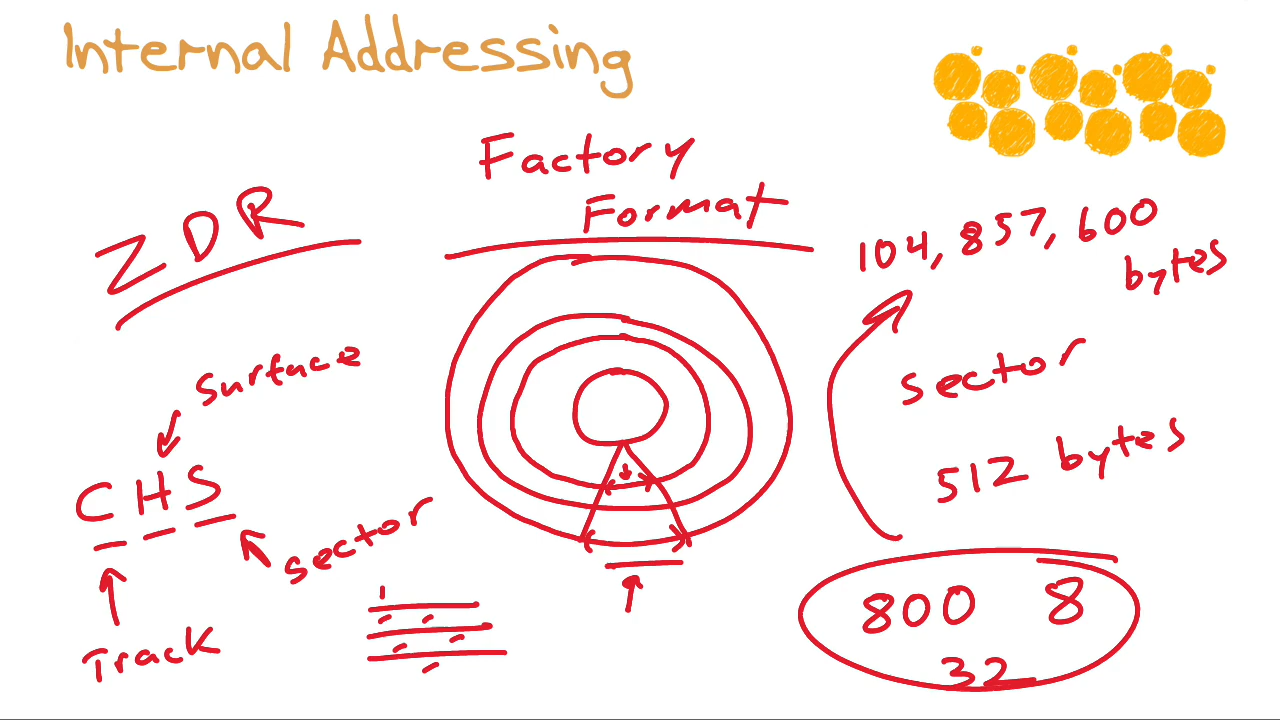 Internal Addressing
Factory
Format
ZDR
104,857,600
bytes
surface
sector
CHS
512 bytes
sector
Track
800 8
32